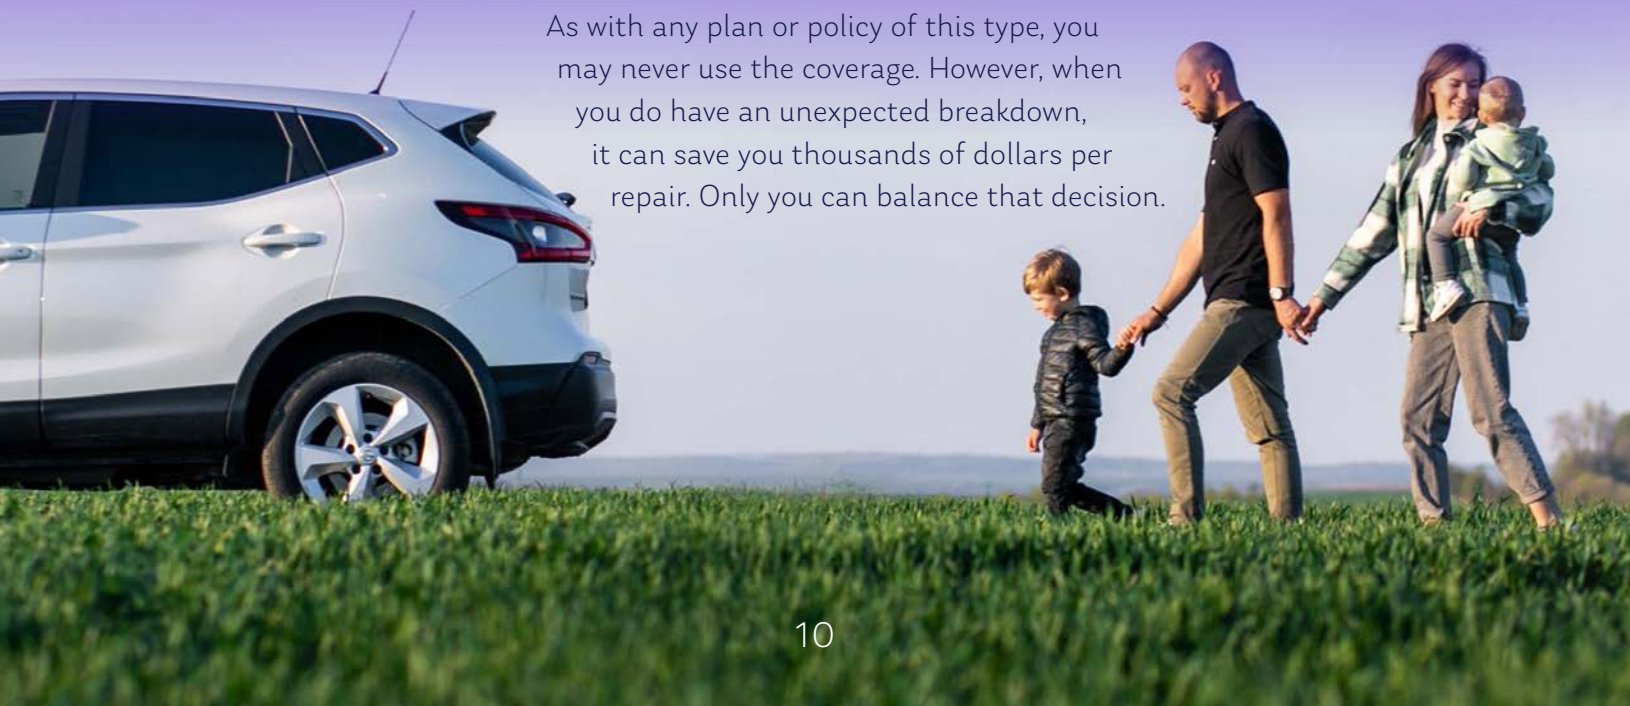 As with any plan or policy of this type, you
may never use the coverage. However, when
you do have an unexpected breakdown,
it can save you thousands of dollars per
repair. Only you can balance that decision.
10